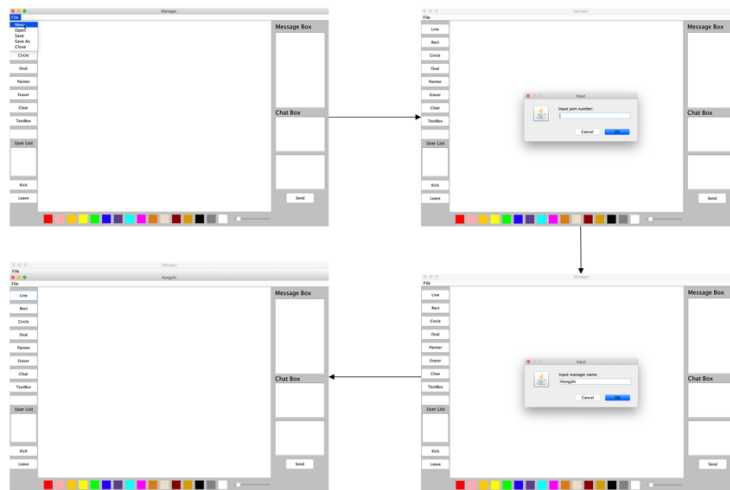 Manager
File
New
Open
Save
Save As
Close
Circle
Oval
Painter
Eraser
Clear
TextBox
User List
Kick
Leave
Message Box
Chat Box
Send
Manager
File
Line
Rect
Circle
Oval
Painter
Eraser
Clear
TextBox
User List
Kick
Leave
Input
Input port number:
Cancel
OK
Message Box
Chat Box
Send
Manager
File
Line
Rect
Circle
Oval
Painter
Eraser
Clear
TextBox
User List
Kick
Leave
Input
Input manager name:
Hongzhi
Cancel
OK
Message Box
Chat Box
Send
Manager
File
Hongzhi
File
Line
Rect
Circle
Oval
Painter
Eraser
Clear
TextBox
User List
Kick
Leave
Message Box
Chat Box
Send